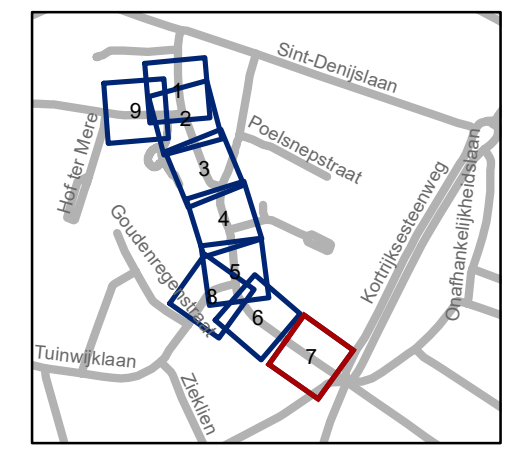 Sint-Denijslaan
1
9
2
Poelsnepstraat
Hof ter Mere
3
Kortrijksesteenweg
Onafhankelijkheidslaan
4
Goudenregenstraat
5
8
6
7
Tuinwijklaan
Zieklien